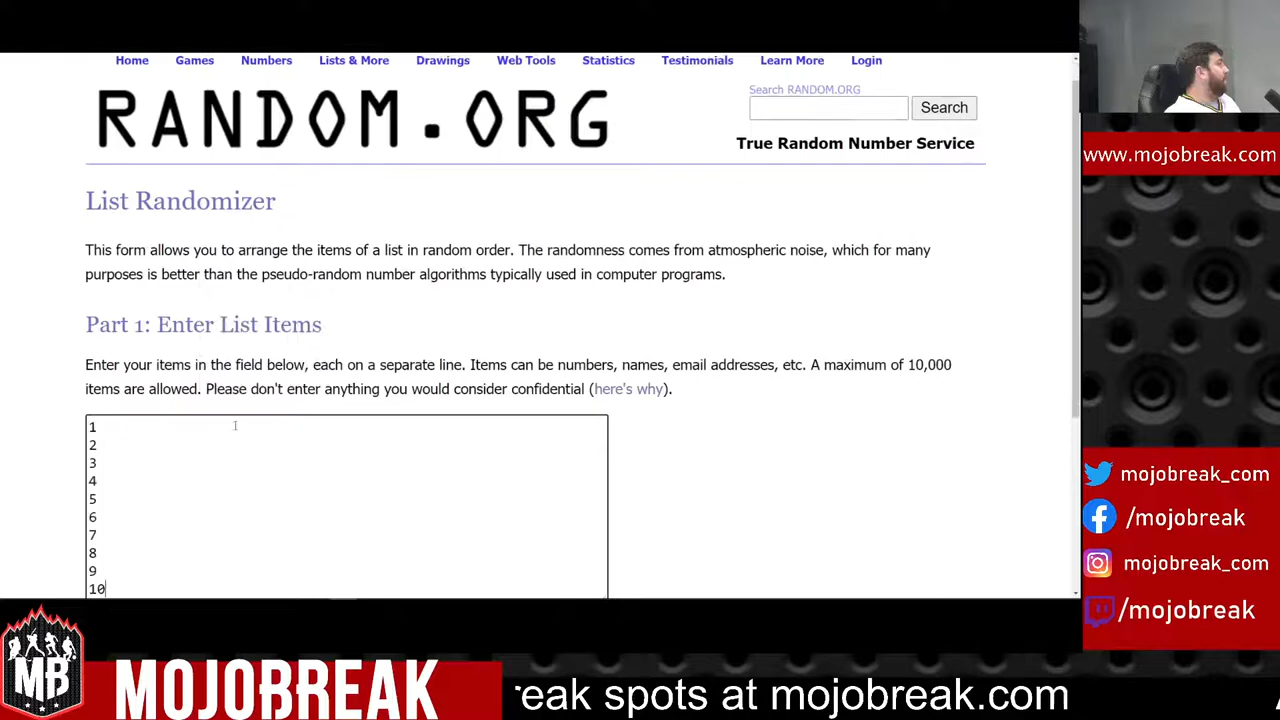 Home Games Numbers Lists & More Drawings Web Tools Statistics Testimonials Learn More Login
RANDOM.ORG
Search RANDOM.ORG
Search
True Random Number Service
List Randomizer
This form allows you to arrange the items of a list in random order. The randomness comes from atmospheric noise, which for many
purposes is better than the pseudo-random number algorithms typically used in computer programs.
Part 1: Enter List Items
Enter your items in the field below, each on a separate line. Items can be numbers, names, email addresses, etc. A maximum of 10,000
items are allowed. Please don't enter anything you would consider confidential (here's why).
1
2
3
4
5
6
7
8
9
10
www.mojobreak.com
mojobreak_com
/mojobreak
mojobreak_com
/mojobreak
MB
MOJOBREAK
eak spots at mojobreak.com